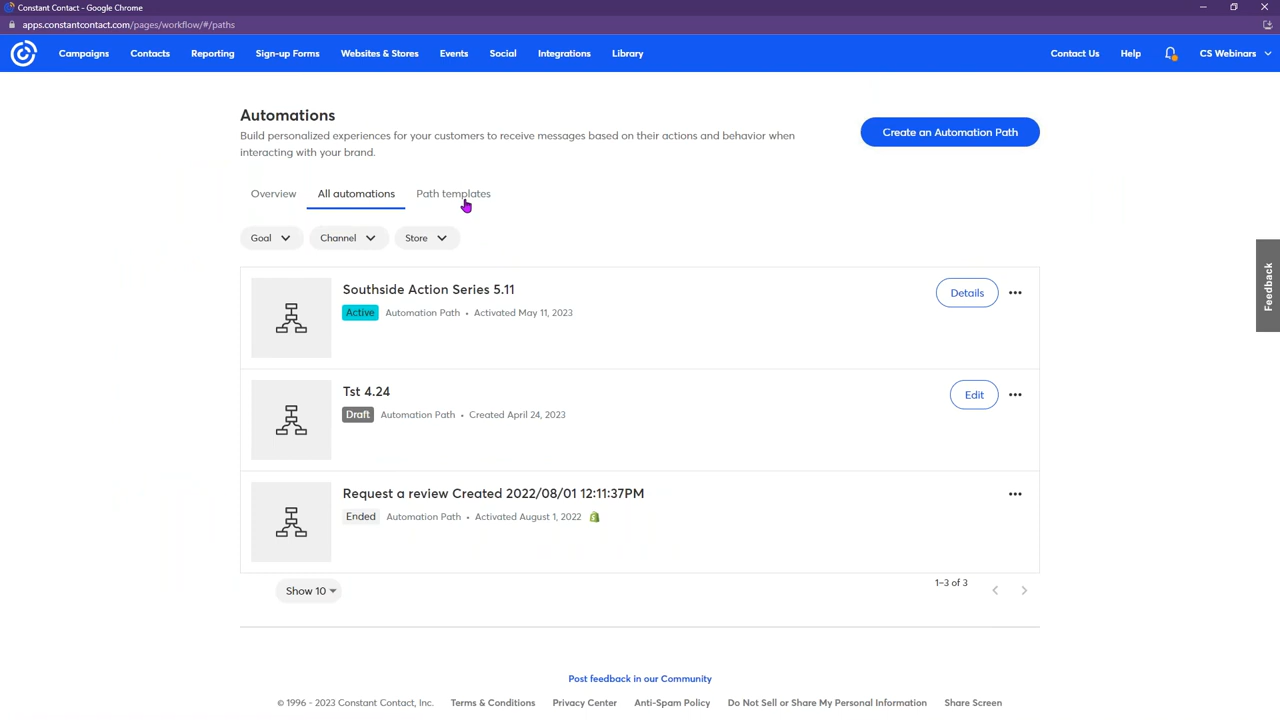 Constant Contact - Google Chrome
apps.constantcontact.com/pages/workflow/#/paths
Campaigns Contacts Reporting Sign-up Forms Websites & Stores Events Social Integrations Library Contact Us Help CS Webinars
Automations
Build personalized experiences for your customers to receive messages based on their actions and behavior when
interacting with your brand.
Create an Automation Path
Overview All automations Path templates
Goal Channel Store
Feedback
Southside Action Series 5.11
Details •••
Active Automation Path • Activated May 11, 2023
Tst 4.24
Edit •••
Draft Automation Path • Created April 24, 2023
Request a review Created 2022/08/01 12:11:37PM
•••
Ended Automation Path • Activated August 1, 2022
Show 10
1–3 of 3
Post feedback in our Community
© 1996 - 2023 Constant Contact, Inc. Terms & Conditions Privacy Center Anti-Spam Policy Do Not Sell or Share My Personal Information Share Screen